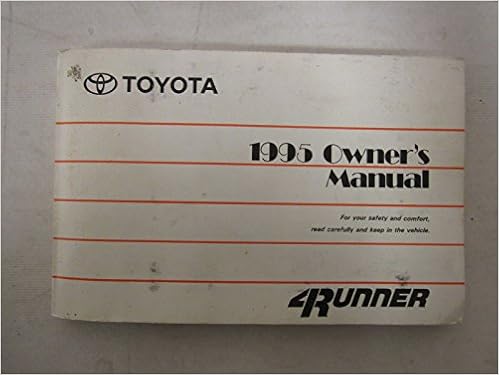 TOYOTA
1995 Owner's
Manual
For your safety and comfort,
read carefully and keep in the vehicle.
4RUNNER